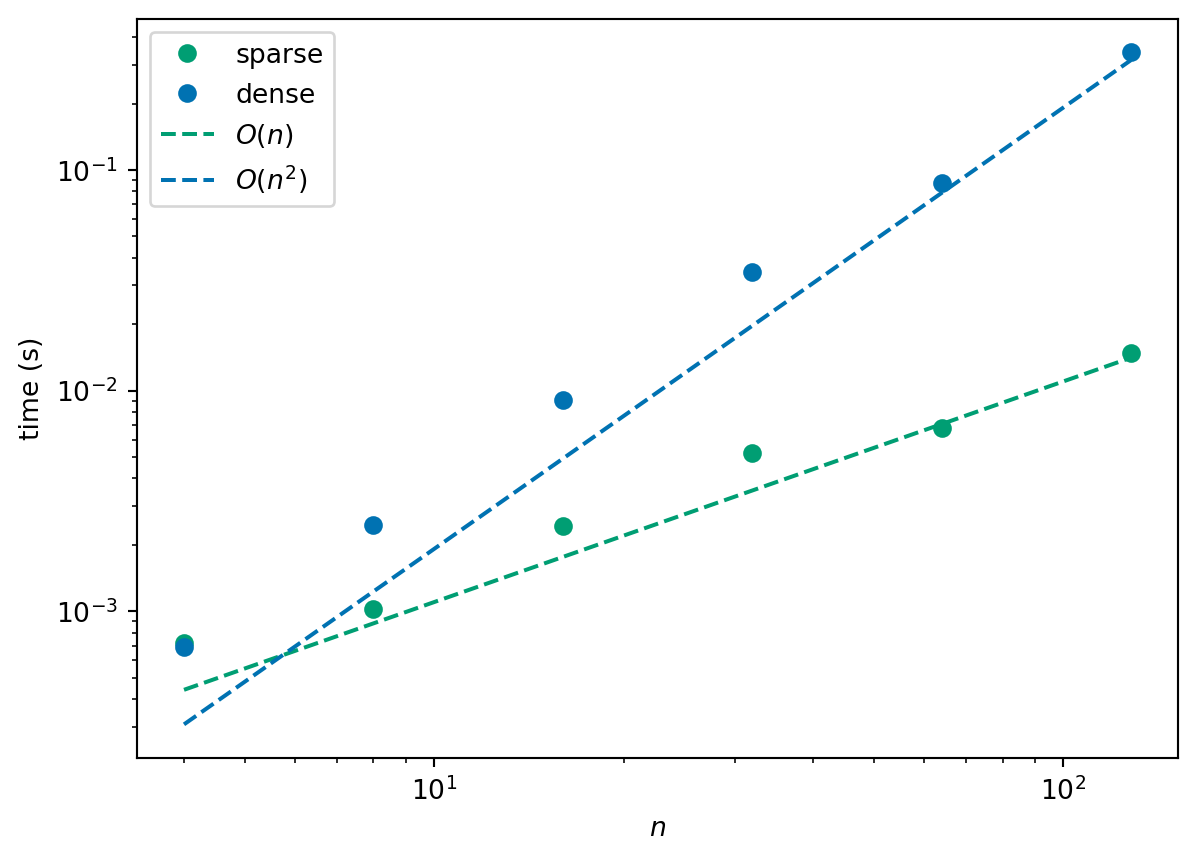 sparse
dense
O(n)
O(n²)
10⁻¹
10⁻²
10⁻³
time (s)
10¹
10²
n